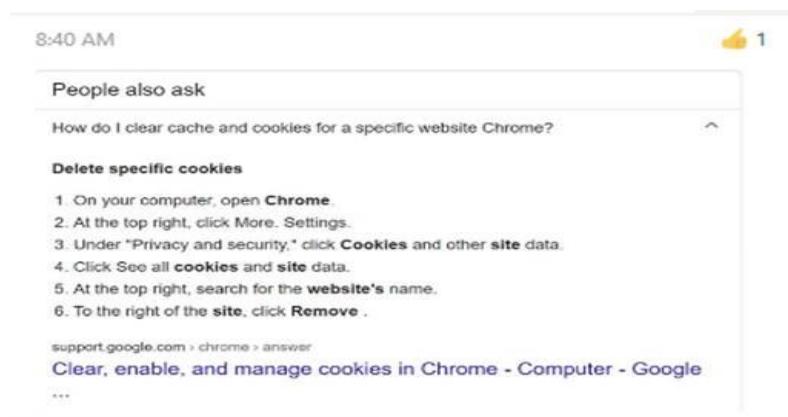 8:40 AM
1
People also ask
How do I clear cache and cookies for a specific website Chrome?
Delete specific cookies
1. On your computer, open Chrome.
2. At the top right, click More. Settings.
3. Under "Privacy and security," click Cookies and other site data.
4. Click See all cookies and site data.
5. At the top right, search for the website's name.
6. To the right of the site, click Remove .
support.google.com › chrome › answer
Clear, enable, and manage cookies in Chrome - Computer - Google
...